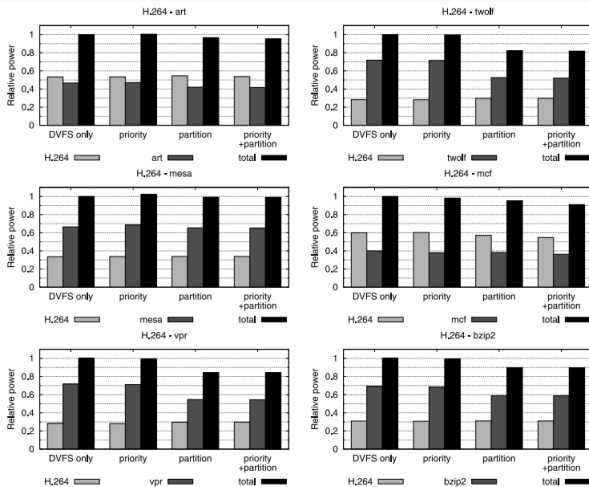 H.264 - art
Relative power
1
0.8
0.6
0.4
0.2
0
DVFS only priority partition priority
+partition
H.264 art total
H.264 - twolf
Relative power
1
0.8
0.6
0.4
0.2
0
DVFS only priority partition priority
+partition
H.264 twolf total
H.264 - mesa
Relative power
1
0.8
0.6
0.4
0.2
0
DVFS only priority partition priority
+partition
H.264 mesa total
H.264 - mcf
Relative power
1
0.8
0.6
0.4
0.2
0
DVFS only priority partition priority
+partition
H.264 mcf total
H.264 - vpr
Relative power
1
0.8
0.6
0.4
0.2
0
DVFS only priority partition priority
+partition
H.264 vpr total
H.264 - bzip2
Relative power
1
0.8
0.6
0.4
0.2
0
DVFS only priority partition priority
+partition
H.264 bzip2 total